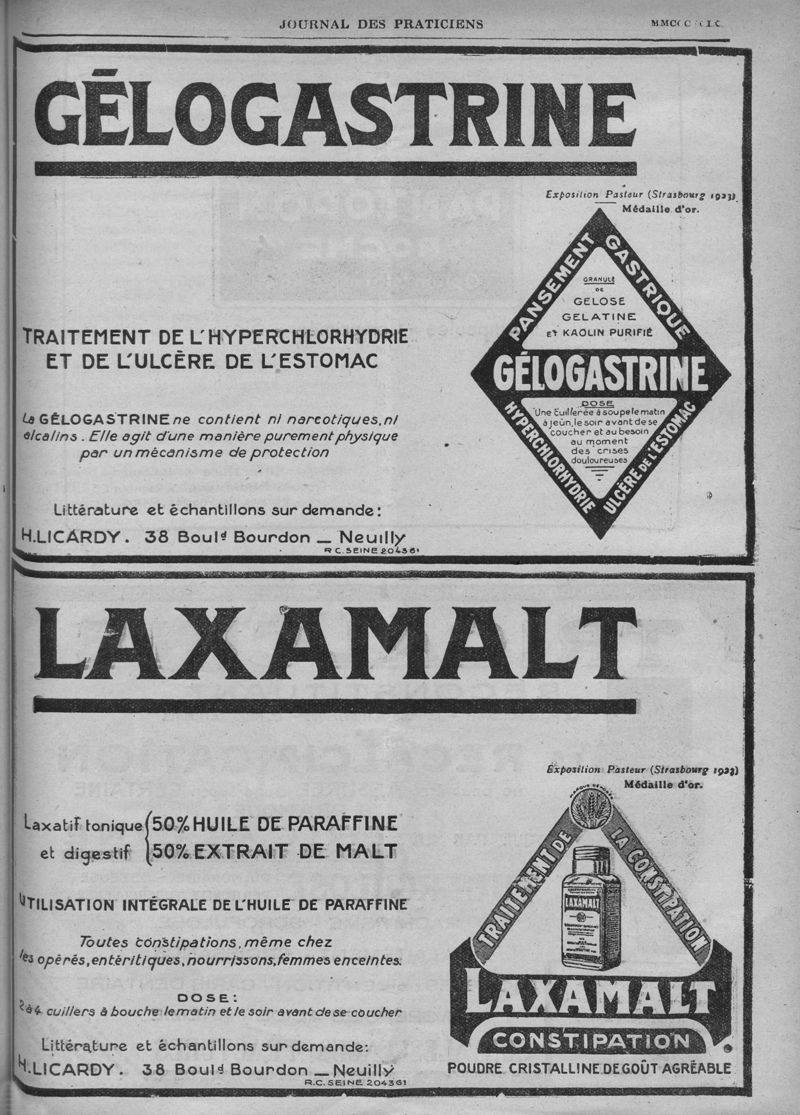 JOURNAL DES PRATICIENS
GÉLOGASTRINE
Exposition Pasteur (Strasbourg 1923)
Médaille d'or.
PANSEMENT GASTRIQUE
GRANULÉ
DE
GELOSE
GELATINE
ET KAOLIN PURIFIÉ
GÉLOGASTRINE
DOSE
Une Cuillerée à soupe le matin
à jeûn, le soir avant de se
coucher et au besoin
au moment
des crises
douloureuses
HYPERCHLORHYDRIE
ULCÈRE DE L'ESTOMAC
TRAITEMENT DE L'HYPERCHLORHYDRIE
ET DE L'ULCÈRE DE L'ESTOMAC
La GÉLOGASTRINE ne contient ni narcotiques, ni
alcalins. Elle agit d'une manière purement physique
par un mécanisme de protection
Littérature et échantillons sur demande:
H.LICARDY. 38 Boulᵈ Bourdon _ Neuilly
R.C. SEINE 204361
LAXAMALT
Exposition Pasteur (Strasbourg 1923)
Médaille d'or.
Laxatif tonique
et digestif
50% HUILE DE PARAFFINE
50% EXTRAIT DE MALT
UTILISATION INTÉGRALE DE L'HUILE DE PARAFFINE
Toutes constipations, même chez
les opérés, entéritiques, nourrissons, femmes enceintes.
DOSE:
2 à 4 cuillers à bouche le matin et le soir avant de se coucher
Littérature et échantillons sur demande:
H.LICARDY. 38 Boulᵈ Bourdon _ Neuilly
R.C. SEINE 204361
TRAITEMENT DE LA CONSTIPATION
LAXAMALT
LAXAMALT
CONSTIPATION
POUDRE CRISTALLINE DE GOÛT AGRÉABLE